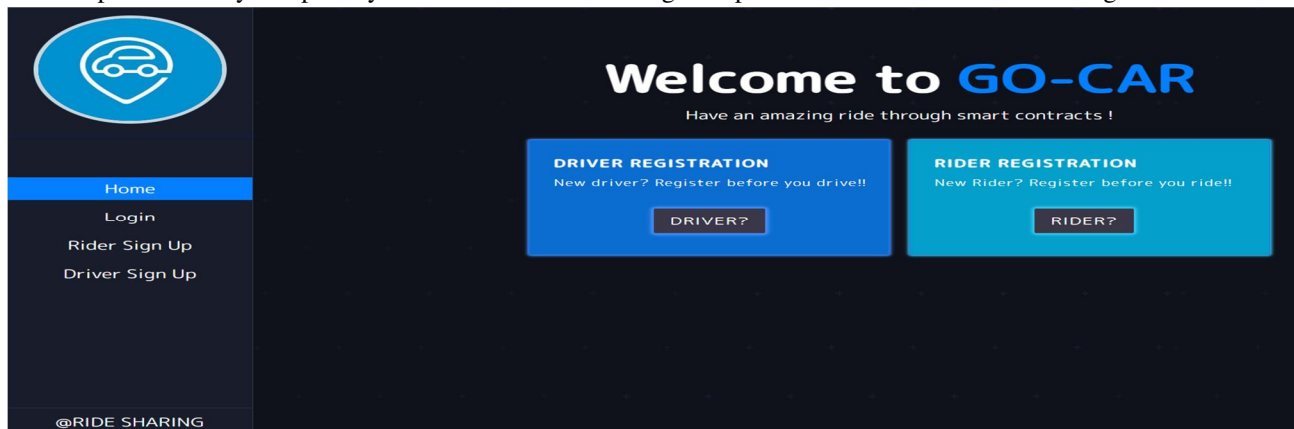 Home
Login
Rider Sign Up
Driver Sign Up
@RIDE SHARING
Welcome to GO-CAR
Have an amazing ride through smart contracts !
DRIVER REGISTRATION
New driver? Register before you drive!!
DRIVER?
RIDER REGISTRATION
New Rider? Register before you ride!!
RIDER?